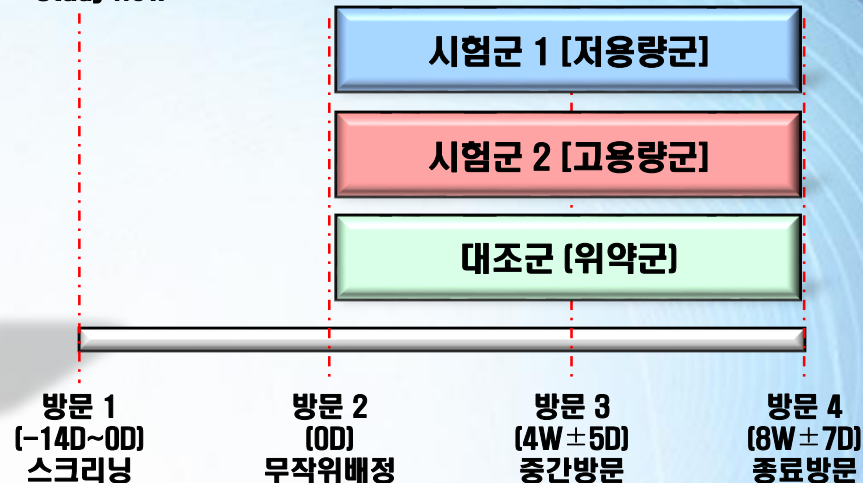 시험군 1 [저용량군]
시험군 2 [고용량군]
대조군 (위약군)
방문 1
(-14D~0D)
스크리닝
방문 2
(0D)
무작위배정
방문 3
(4W±5D)
중간방문
방문 4
(8W±7D)
종료방문